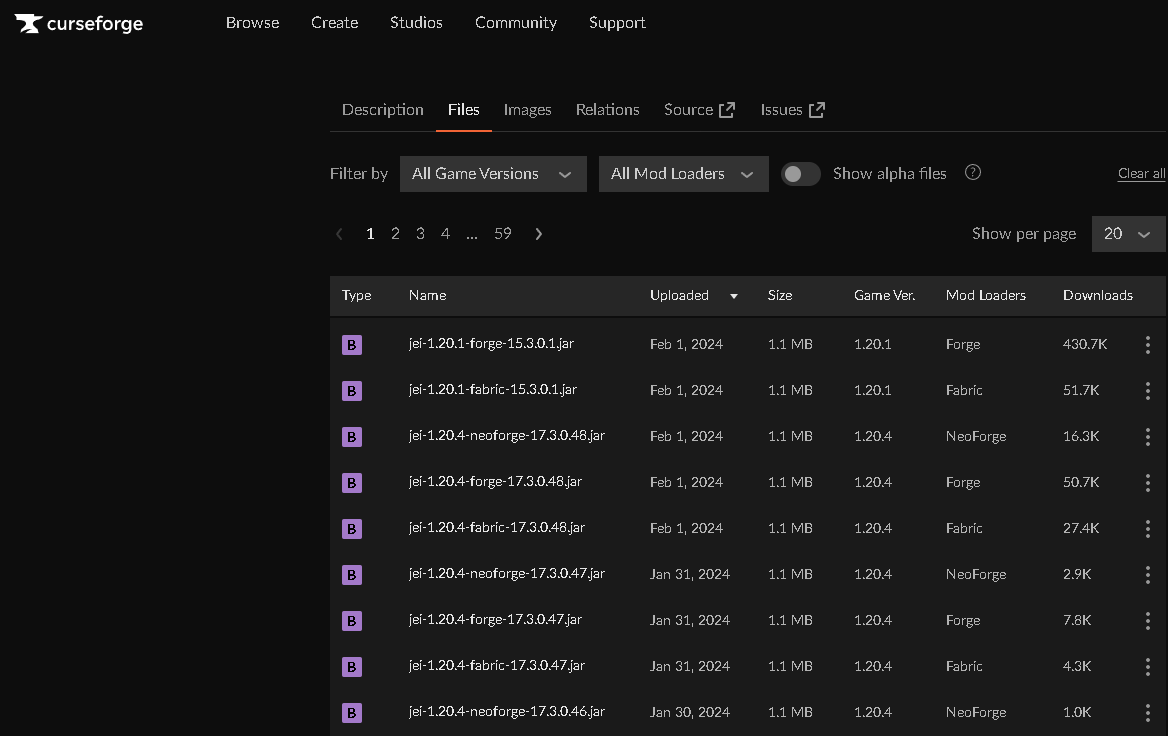 curseforge Browse Create Studios Community Support
Description Files Images Relations Source Issues
Filter by All Game Versions All Mod Loaders Show alpha files ? Clear all
1 2 3 4 ... 59 Show per page 20
Type Name Uploaded Size Game Ver. Mod Loaders Downloads
B jei-1.20.1-forge-15.3.0.1.jar Feb 1, 2024 1.1 MB 1.20.1 Forge 430.7K
B jei-1.20.1-fabric-15.3.0.1.jar Feb 1, 2024 1.1 MB 1.20.1 Fabric 51.7K
B jei-1.20.4-neoforge-17.3.0.48.jar Feb 1, 2024 1.1 MB 1.20.4 NeoForge 16.3K
B jei-1.20.4-forge-17.3.0.48.jar Feb 1, 2024 1.1 MB 1.20.4 Forge 50.7K
B jei-1.20.4-fabric-17.3.0.48.jar Feb 1, 2024 1.1 MB 1.20.4 Fabric 27.4K
B jei-1.20.4-neoforge-17.3.0.47.jar Jan 31, 2024 1.1 MB 1.20.4 NeoForge 2.9K
B jei-1.20.4-forge-17.3.0.47.jar Jan 31, 2024 1.1 MB 1.20.4 Forge 7.8K
B jei-1.20.4-fabric-17.3.0.47.jar Jan 31, 2024 1.1 MB 1.20.4 Fabric 4.3K
B jei-1.20.4-neoforge-17.3.0.46.jar Jan 30, 2024 1.1 MB 1.20.4 NeoForge 1.0K